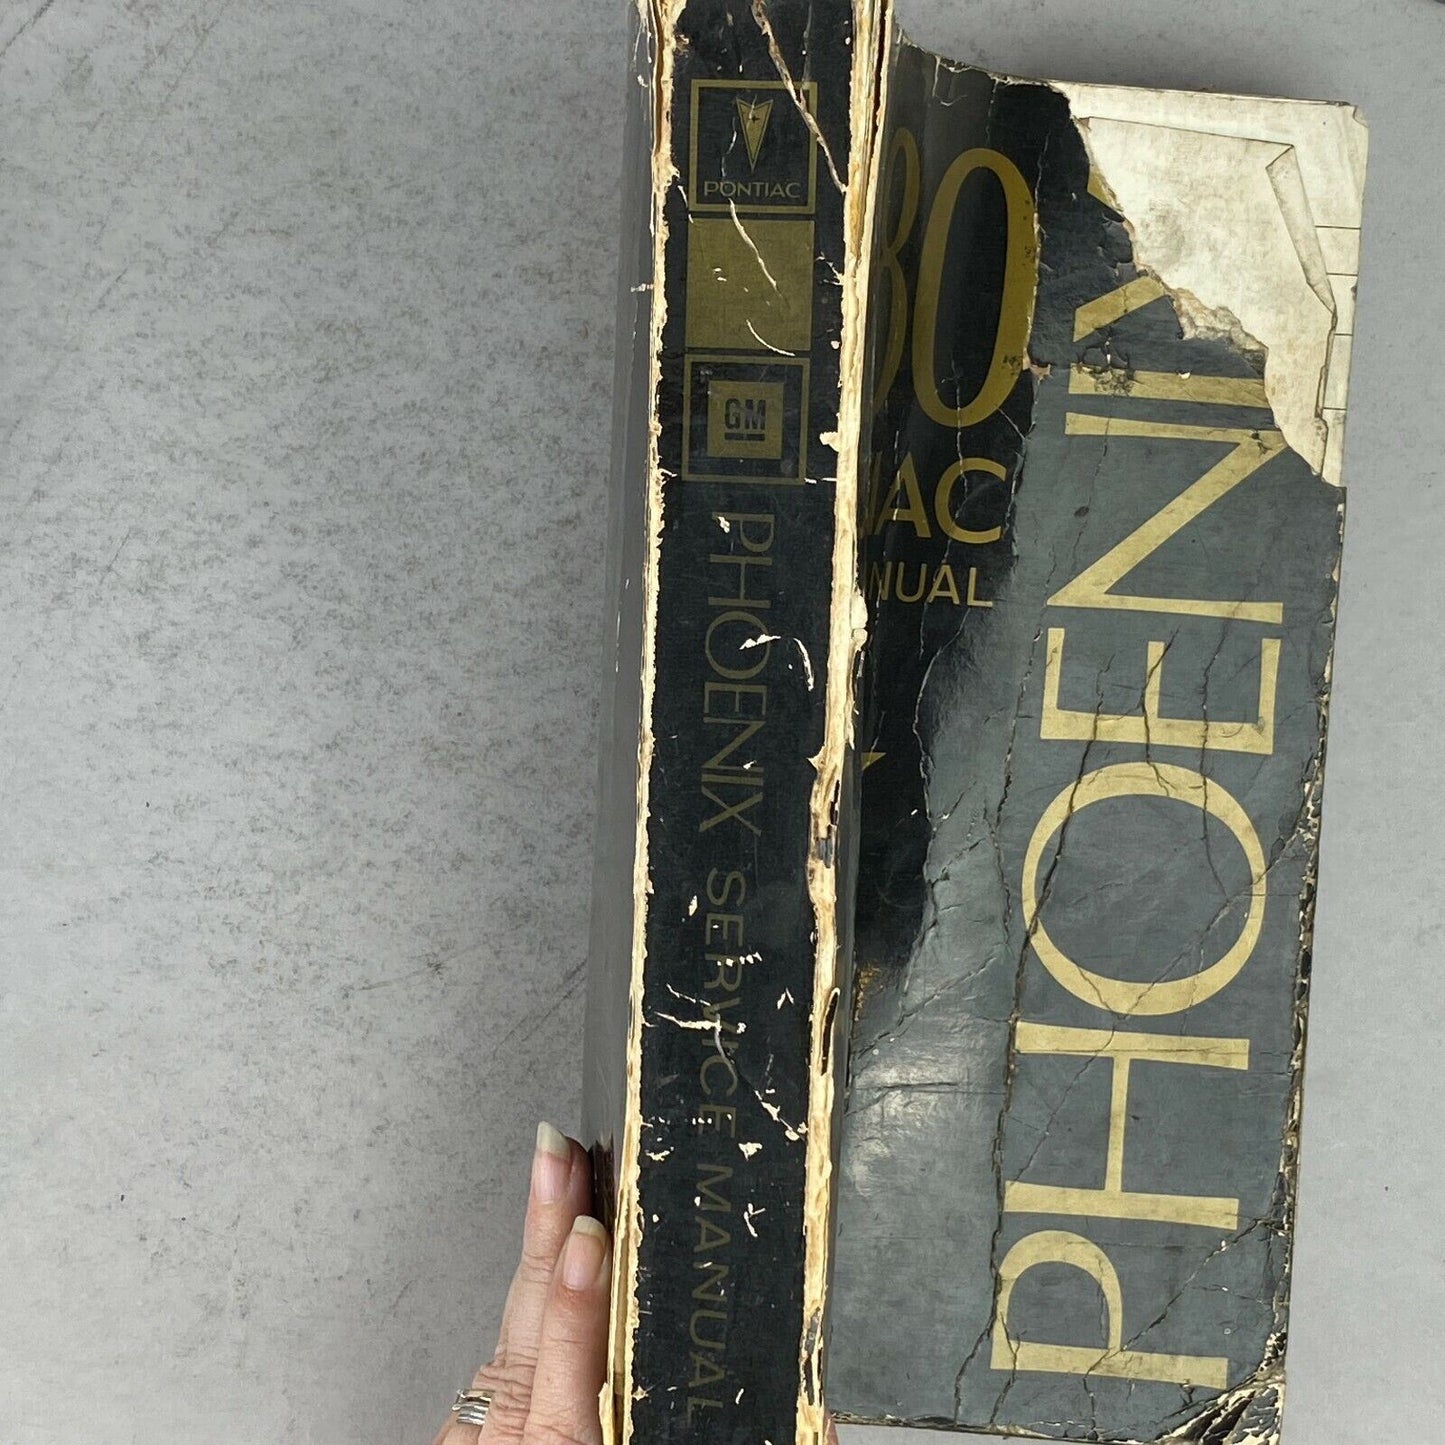 PONTIAC
GM
PHOENIX SERVICE MANUAL
80
IAC
NUAL
PHOENIX